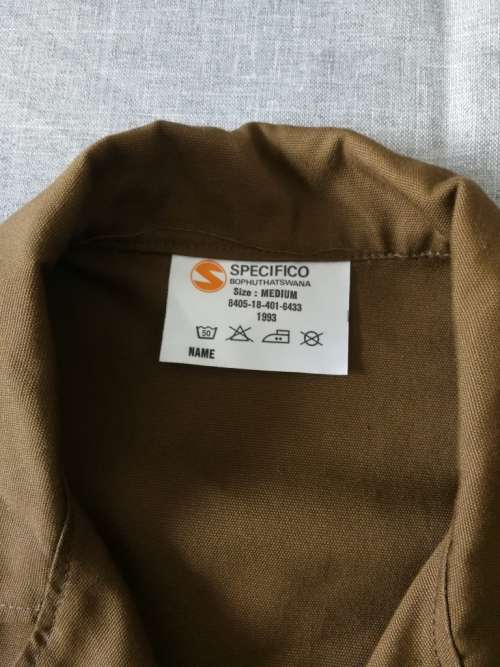 SPECIFICO
BOPHUTHATSWANA
Size : MEDIUM
8405-18-401-6433
1993
50
NAME